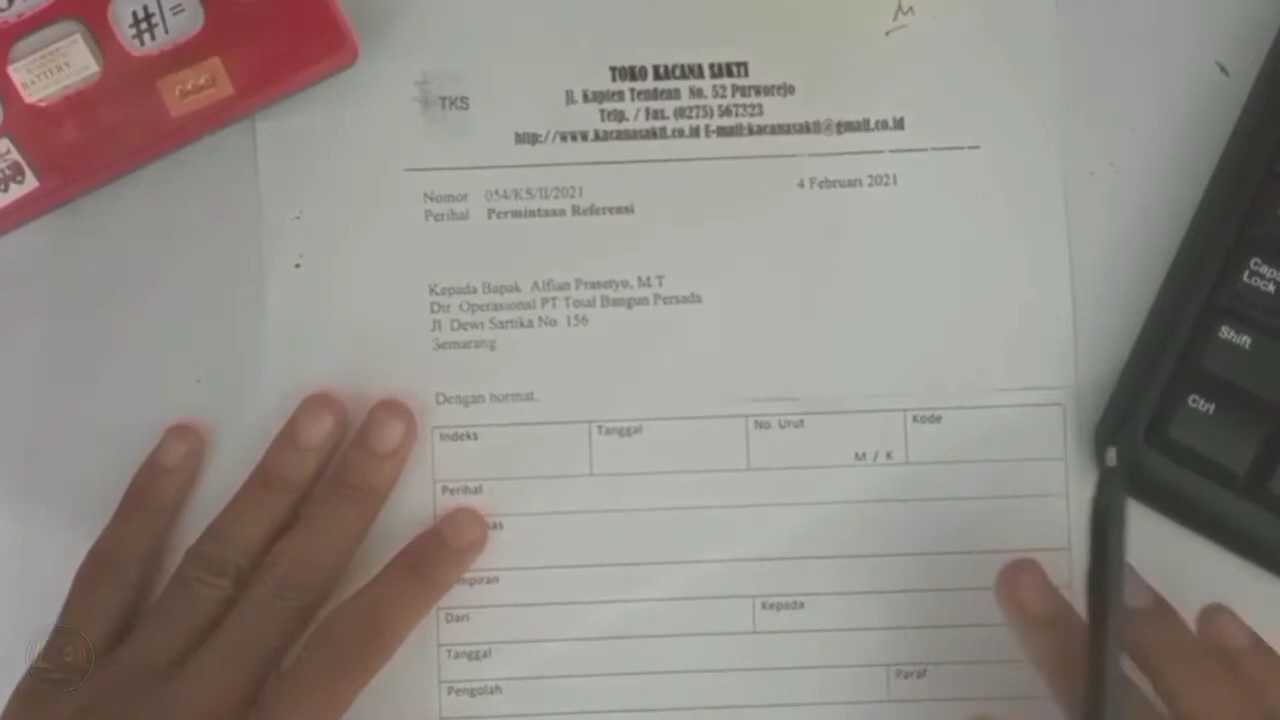 #/=
BATTERY
M
TKS
TOKO KACANA SAKTI
Jl. Kapten Tendean No. 52 Purworejo
Telp. / Fax. (0275) 567323
http://www.kacanasakti.co.id E-mail:kacanasakti@gmail.co.id
Nomor 054/KS/II/2021
4 Februari 2021
Perihal Permintaan Referensi
Kepada Bapak Alfian Prasetyo, M.T
Dir Operasional PT Total Bangun Persada
Jl Dewi Sartika No 156
Semarang
Dengan hormat,
Indeks Tanggal No. Urut Kode
M / K
Perihal
as
mpiran
Dari Kepada
Tanggal
Pengolah Paraf
Caps Lock
Shift
Ctrl